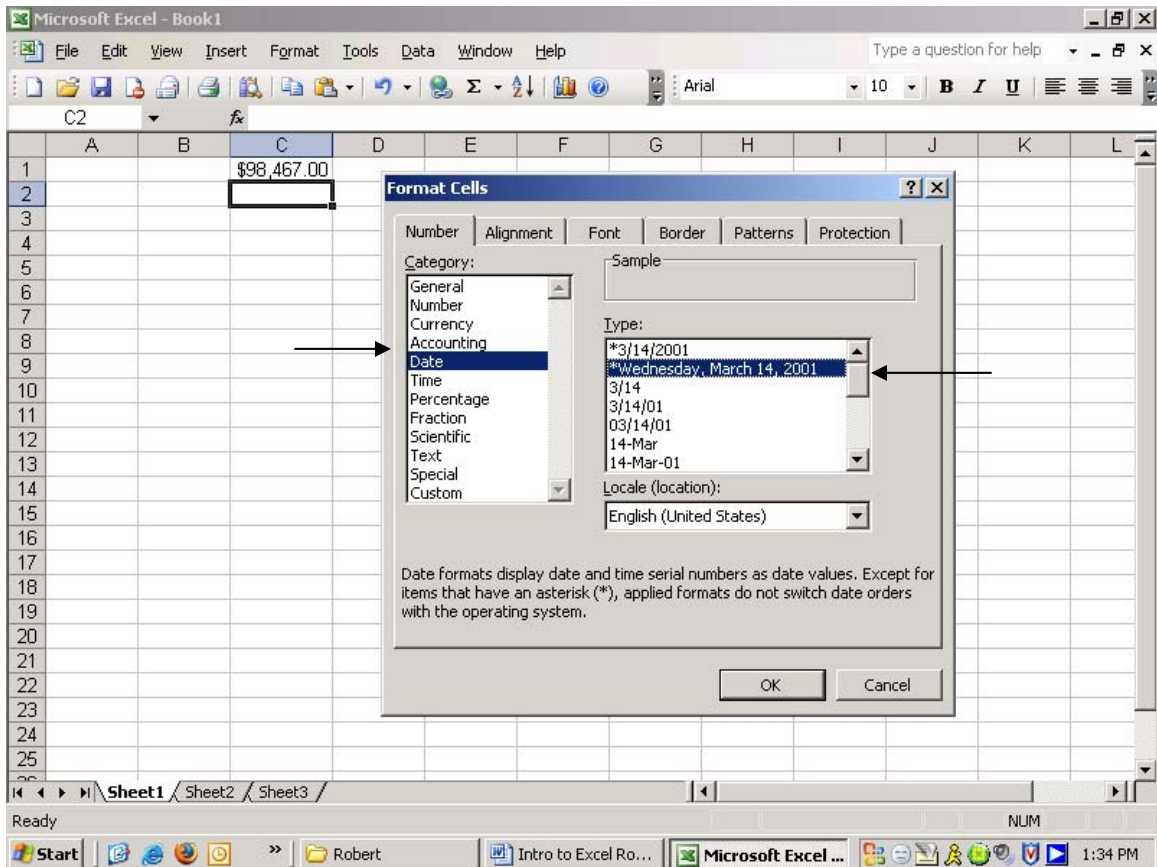 Microsoft Excel - Book1
File Edit View Insert Format Tools Data Window Help Type a question for help
Σ Arial 10 B I U
C2 fx
A B C D E F G H I J K L
1 $98,467.00
2
Format Cells
3
Number Alignment Font Border Patterns Protection
4
Category: Sample
5
General
6
Number
7
Currency Type:
8
Accounting *3/14/2001
9
Date *Wednesday, March 14, 2001
10
Time 3/14
Percentage 3/14/01
11
Fraction 03/14/01
12
Scientific 14-Mar
13
Text 14-Mar-01
Special
14
Custom Locale (location):
15
English (United States)
16
17
Date formats display date and time serial numbers as date values. Except for
18
items that have an asterisk (*), applied formats do not switch date orders
19
with the operating system.
20
21
22
OK Cancel
23
24
25
Sheet1 Sheet2 Sheet3
Ready NUM
Start Robert Intro to Excel Ro... Microsoft Excel ... 1:34 PM